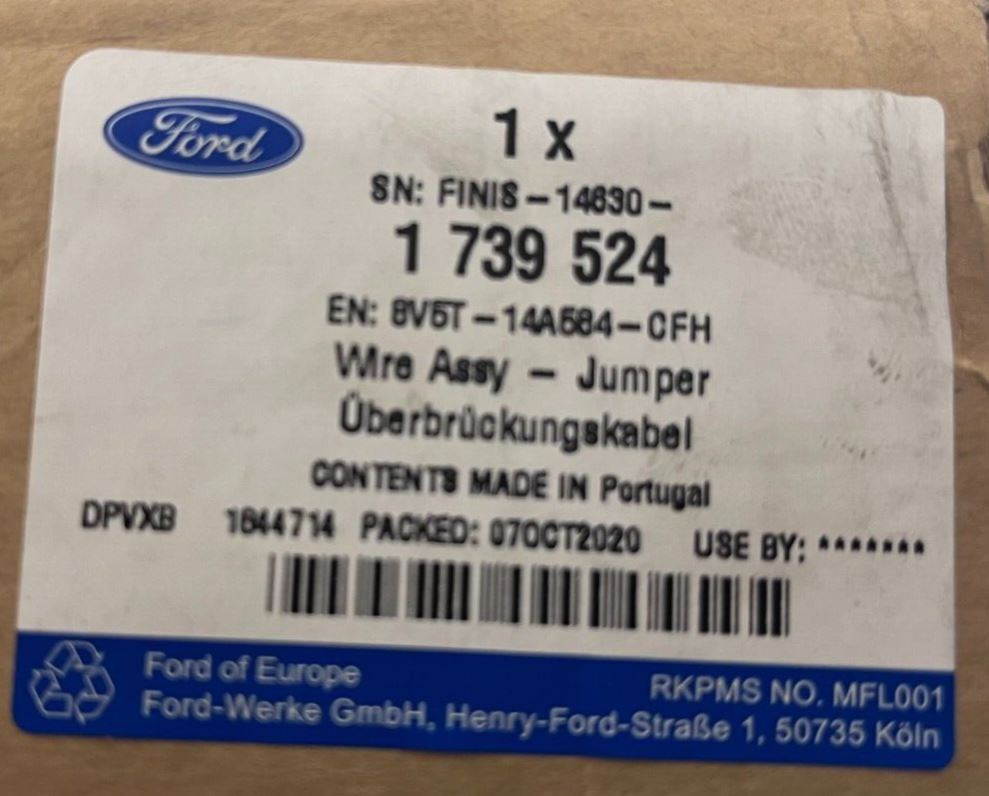 Ford
1 x
SN: FINIS-14630-
1 739 524
EN: 8V5T-14A584-CFH
Wire Assy - Jumper
Überbrückungskabel
CONTENTS MADE IN Portugal
DPVXB 1844714 PACKED: 07OCT2020 USE BY: *******
Ford of Europe
RKPMS NO. MFL001
Ford-Werke GmbH, Henry-Ford-Straße 1, 50735 Köln